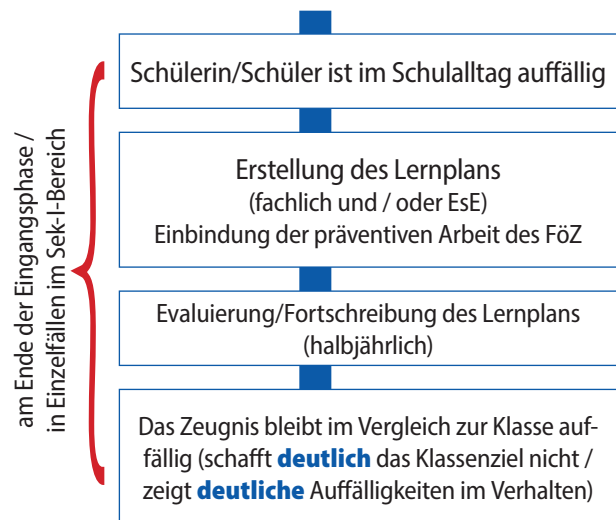 am Ende der Eingangsphase /
in Einzelfällen im Sek-I-Bereich
Schülerin/Schüler ist im Schulalltag auffällig
Erstellung des Lernplans
(fachlich und / oder EsE)
Einbindung der präventiven Arbeit des FöZ
Evaluierung/Fortschreibung des Lernplans
(halbjährlich)
Das Zeugnis bleibt im Vergleich zur Klasse auf-
fällig (schafft deutlich das Klassenziel nicht /
zeigt deutliche Auffälligkeiten im Verhalten)